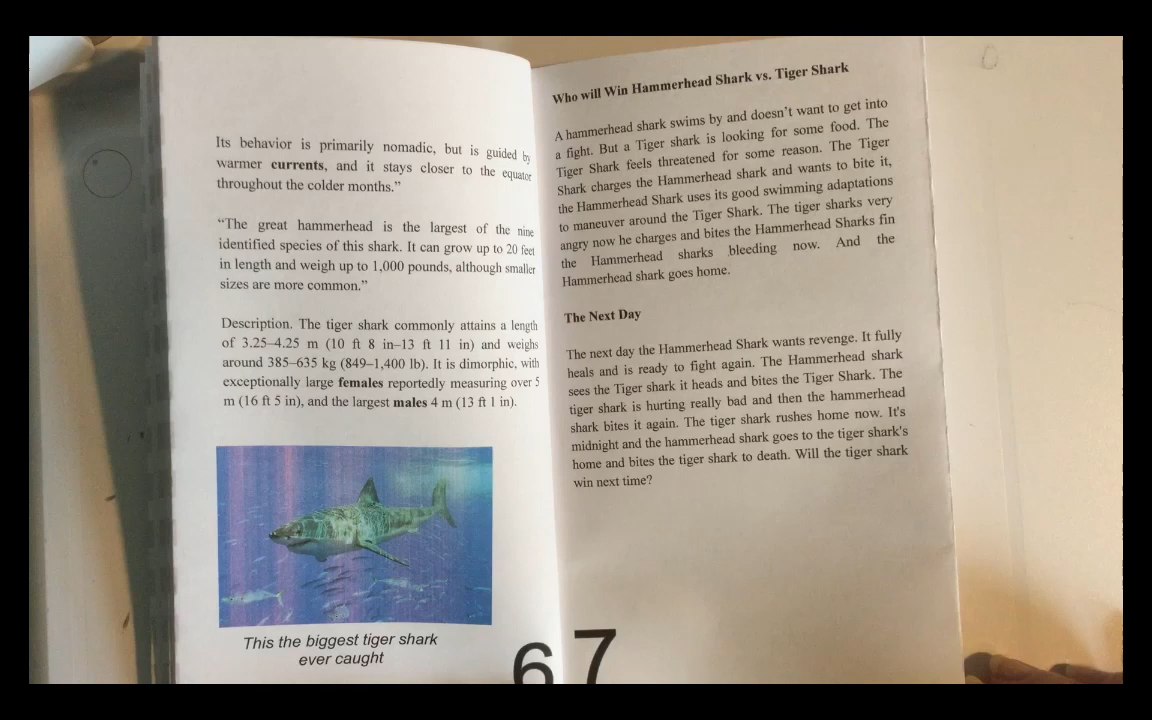 Its behavior is primarily nomadic, but is guided by
warmer currents, and it stays closer to the equator
throughout the colder months.”
“The great hammerhead is the largest of the nine
identified species of this shark. It can grow up to 20 feet
in length and weigh up to 1,000 pounds, although smaller
sizes are more common.”
Description. The tiger shark commonly attains a length
of 3.25–4.25 m (10 ft 8 in–13 ft 11 in) and weighs
around 385–635 kg (849–1,400 lb). It is dimorphic, with
exceptionally large females reportedly measuring over 5
m (16 ft 5 in), and the largest males 4 m (13 ft 1 in).
This the biggest tiger shark
ever caught
6
Who will Win Hammerhead Shark vs. Tiger Shark
A hammerhead shark swims by and doesn’t want to get into
a fight. But a Tiger shark is looking for some food. The
Tiger Shark feels threatened for some reason. The Tiger
Shark charges the Hammerhead shark and wants to bite it,
the Hammerhead Shark uses its good swimming adaptations
to maneuver around the Tiger Shark. The tiger sharks very
angry now he charges and bites the Hammerhead Sharks fin
the Hammerhead sharks bleeding now. And the
Hammerhead shark goes home.
The Next Day
The next day the Hammerhead Shark wants revenge. It fully
heals and is ready to fight again. The Hammerhead shark
sees the Tiger shark it heads and bites the Tiger Shark. The
tiger shark is hurting really bad and then the hammerhead
shark bites it again. The tiger shark rushes home now. It's
midnight and the hammerhead shark goes to the tiger shark's
home and bites the tiger shark to death. Will the tiger shark
win next time?
7